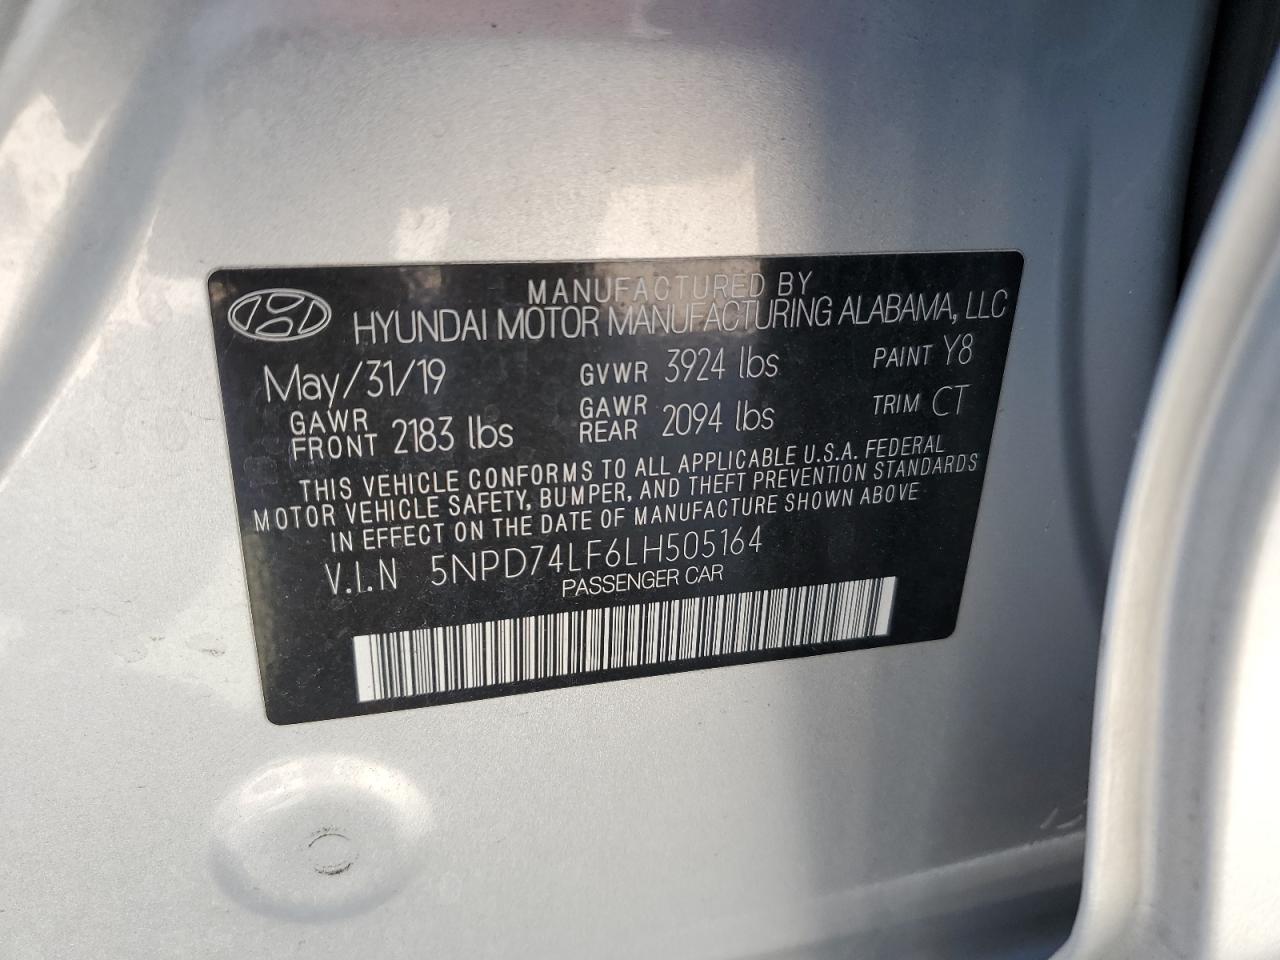 MANUFACTURED BY
HYUNDAI MOTOR MANUFACTURING ALABAMA, LLC
May/31/19 GVWR 3924 lbs PAINT Y8
GAWR FRONT 2183 lbs GAWR REAR 2094 lbs TRIM CT
THIS VEHICLE CONFORMS TO ALL APPLICABLE U.S.A. FEDERAL
MOTOR VEHICLE SAFETY, BUMPER, AND THEFT PREVENTION STANDARDS
IN EFFECT ON THE DATE OF MANUFACTURE SHOWN ABOVE
V.I.N 5NPD74LF6LH505164
PASSENGER CAR